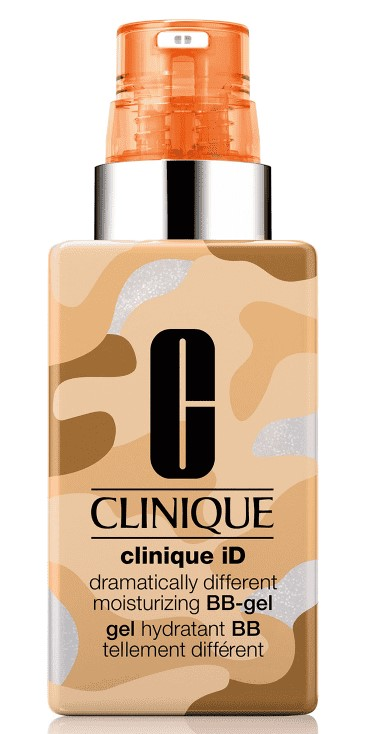 C
CLINIQUE
clinique iD
dramatically different
moisturizing BB-gel
gel hydratant BB
tellement différent